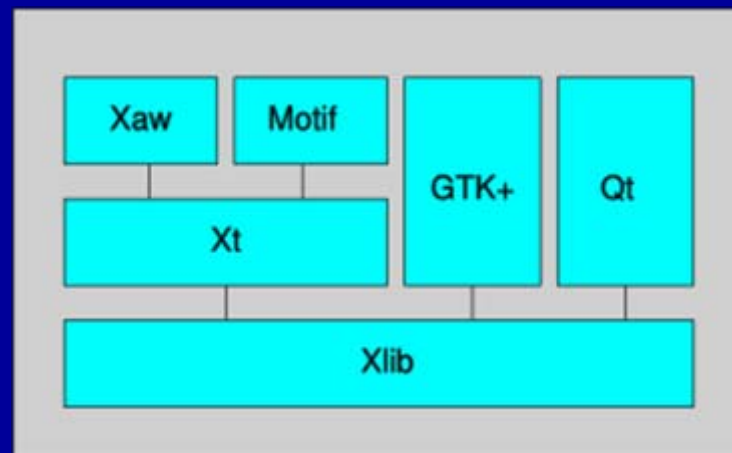 Xaw
Motif
GTK+
Qt
Xt
Xlib